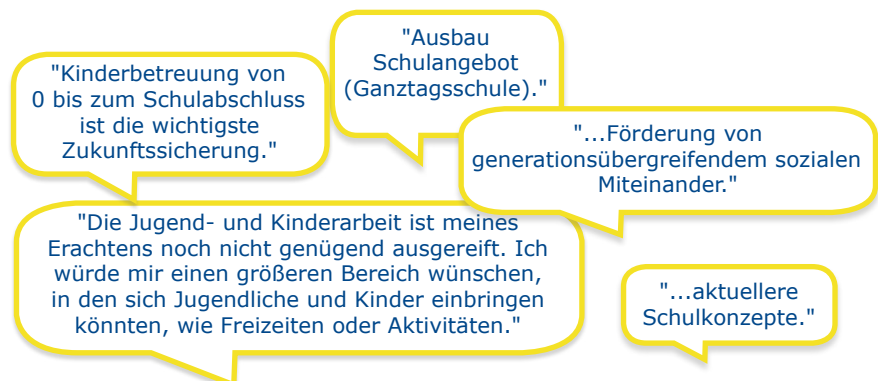 "Kinderbetreuung von
0 bis zum Schulabschluss
ist die wichtigste
Zukunftssicherung."
"Ausbau
Schulangebot
(Ganztagsschule)."
"...Förderung von
generationsübergreifendem sozialen
Miteinander."
"Die Jugend- und Kinderarbeit ist meines
Erachtens noch nicht genügend ausgereift. Ich
würde mir einen größeren Bereich wünschen,
in den sich Jugendliche und Kinder einbringen
könnten, wie Freizeiten oder Aktivitäten."
"...aktuellere
Schulkonzepte."